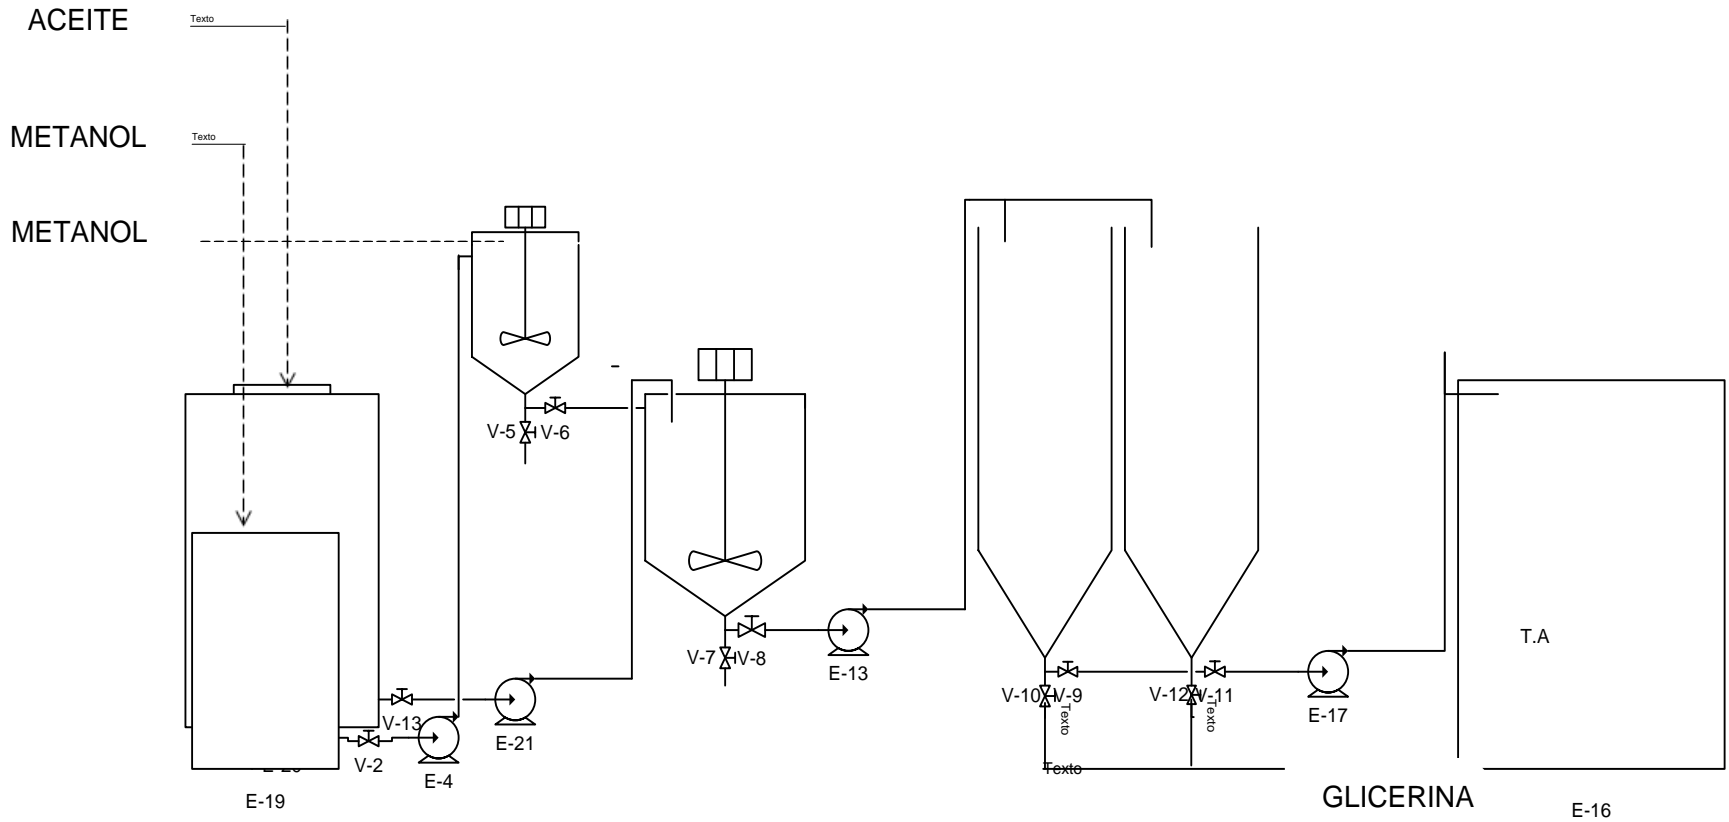 ACEITE
Texto
METANOL
Texto
METANOL
V-5
V-6
V-7
V-8
E-13
T.A
V-10
V-9
V-12
V-11
E-17
Texto
Texto
V-13
E-21
V-2
E-4
Texto
E-19
GLICERINA
E-16